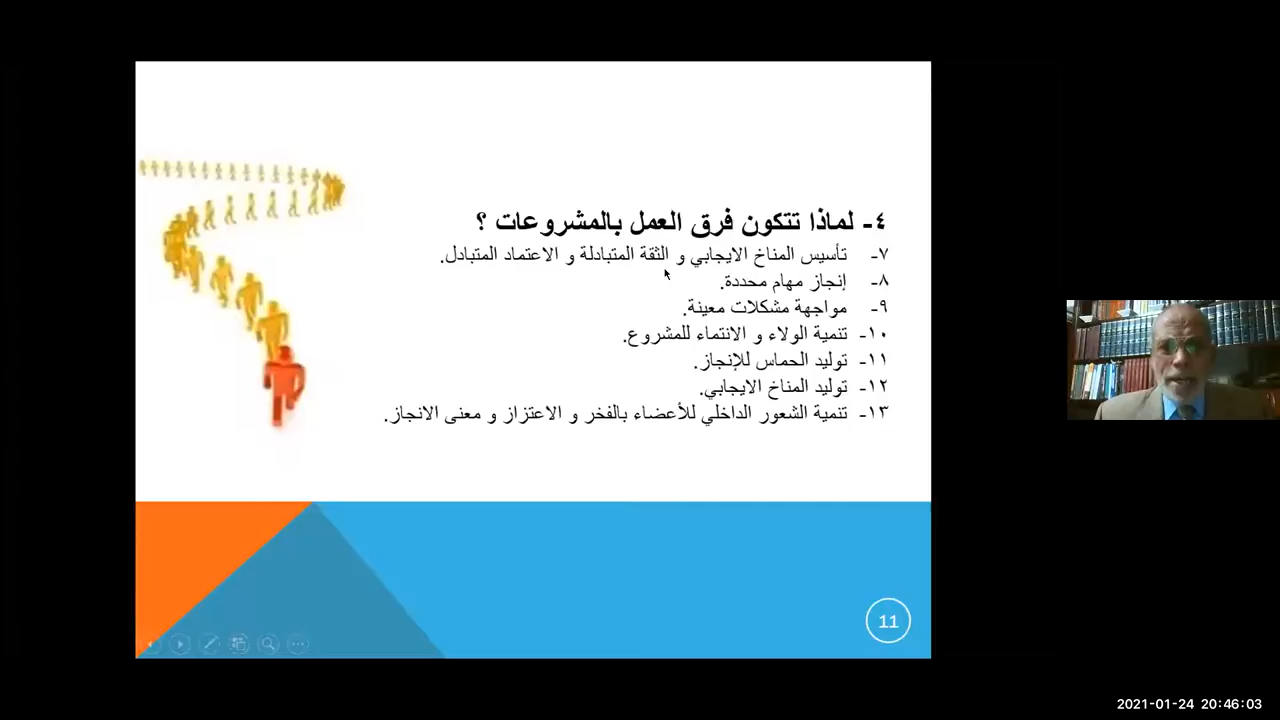 ٤- لماذا تتكون فرق العمل بالمشروعات ؟
٧- تأسيس المناخ الايجابي و الثقة المتبادلة و الاعتماد المتبادل.
٨- إنجاز مهام محددة.
٩- مواجهة مشكلات معينة.
١٠- تنمية الولاء و الانتماء للمشروع.
١١- توليد الحماس للإنجاز.
١٢- توليد المناخ الايجابي.
١٣- تنمية الشعور الداخلي للأعضاء بالفخر و الاعتزاز و معنى الانجاز.
11
2021-01-24 20:46:03